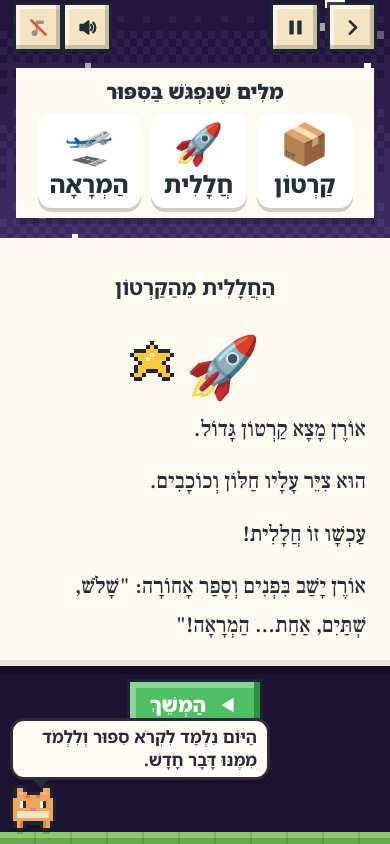 מִלִּים שֶׁנִּפְגֹּשׁ בַּסִּפּוּר
קַרְטוֹן
חֲלָלִית
הַמְרָאָה
הַחֲלָלִית מֵהַקַּרְטוֹן
אוֹרֶן מָצָא קַרְטוֹן גָּדוֹל.
הוּא צִיֵּר עָלָיו חַלּוֹן וְכוֹכָבִים.
עַכְשָׁו זוֹ חֲלָלִית!
אוֹרֶן יָשַׁב בִּפְנִים וְסָפַר אָחוֹרָה: "שָׁלֹשׁ,
שְׁתַּיִם, אַחַת... הַמְרָאָה!"
הַמְשֵׁךְ
הַיּוֹם נִלְמַד לִקְרֹא סִפּוּר וְלִלְמֹד
מִמֶּנּוּ דָּבָר חָדָשׁ.